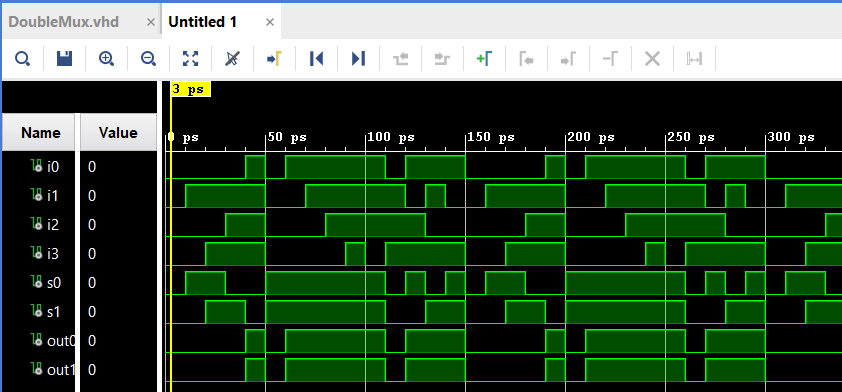 DoubleMux.vhd × Untitled 1 ×
3 ps
Name Value 0 ps 50 ps 100 ps 150 ps 200 ps 250 ps 300 ps
i0 0
i1 0
i2 0
i3 0
s0 0
s1 0
out0 0
out1 0